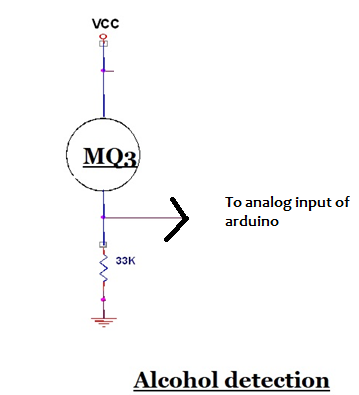 VCC
MQ3
To analog input of
arduino
33K
Alcohol detection